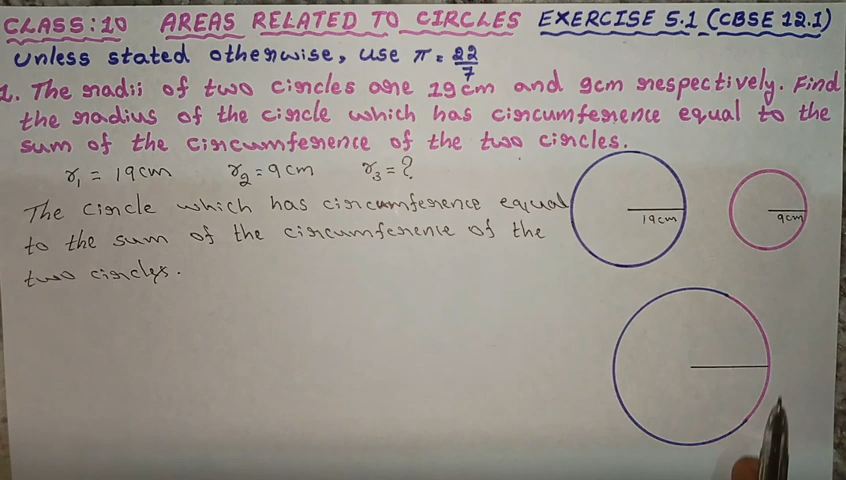 CLASS:10 AREAS RELATED TO CIRCLES EXERCISE 5.1 (CBSE 12.1)
Unless stated otherwise, use π = 22/7
1. The radii of two circles are 19cm and 9cm respectively. Find
the radius of the circle which has circumference equal to the
sum of the circumference of the two circles.
r₁ = 19cm r₂ = 9cm r₃ = ?
The circle which has circumference equal
to the sum of the circumference of the
two circles.
19cm
9cm